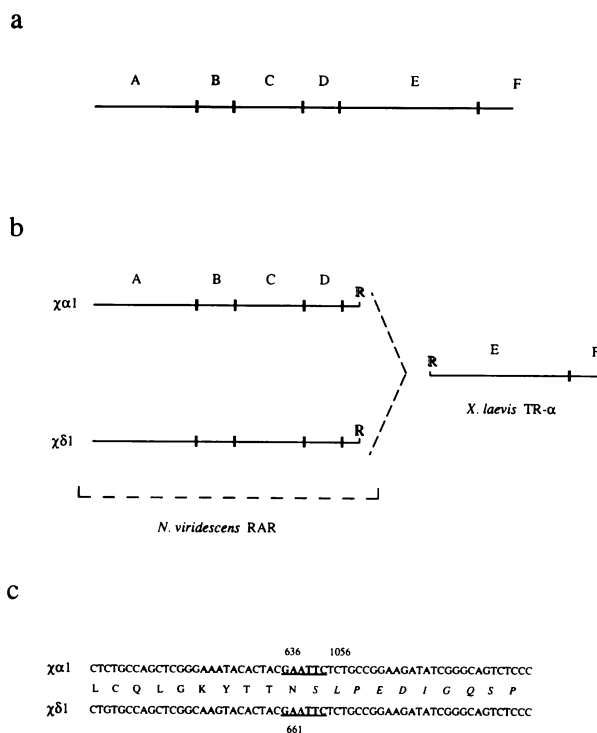 a
A B C D E F
b
A B C D
χα1 R
R E F
X. laevis TR-α
χδ1 R
N. viridescens RAR
c
636 1056
χα1 CTCTGCCAGCTCGGGAAATACACTACGAATTCTCTGCCGGAAGATATCGGGCAGTCTCCC
L C Q L G K Y T T N S L P E D I G Q S P
χδ1 CTGTGCCAGCTCGGCAAGTACACTACGAATTCTCTGCCGGAAGATATCGGGCAGTCTCCC
661